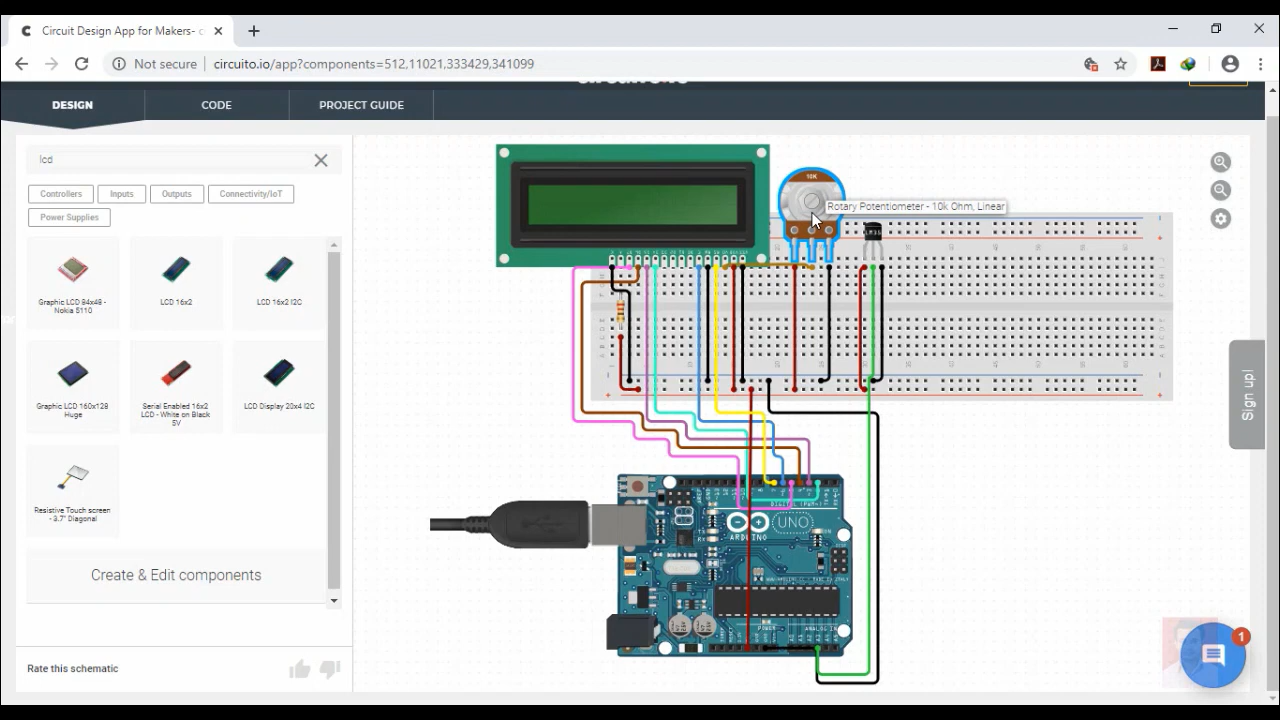 Circuit Design App for Makers- c
Not secure
circuito.io/app?components=512,11021,333429,341099
DESIGN
CODE
PROJECT GUIDE
lcd
Controllers
Inputs
Outputs
Connectivity/IoT
Power Supplies
Graphic LCD 84x48 -
Nokia 5110
LCD 16x2
LCD 16x2 I2C
Graphic LCD 160x128
Huge
Serial Enabled 16x2
LCD - White on Black
5V
LCD Display 20x4 I2C
Resistive Touch screen
- 3.7" Diagonal
Create & Edit components
Rate this schematic
10K
Rotary Potentiometer - 10k Ohm, Linear
UNO
ARDUINO
POWER
ANALOG IN
Sign up!
1